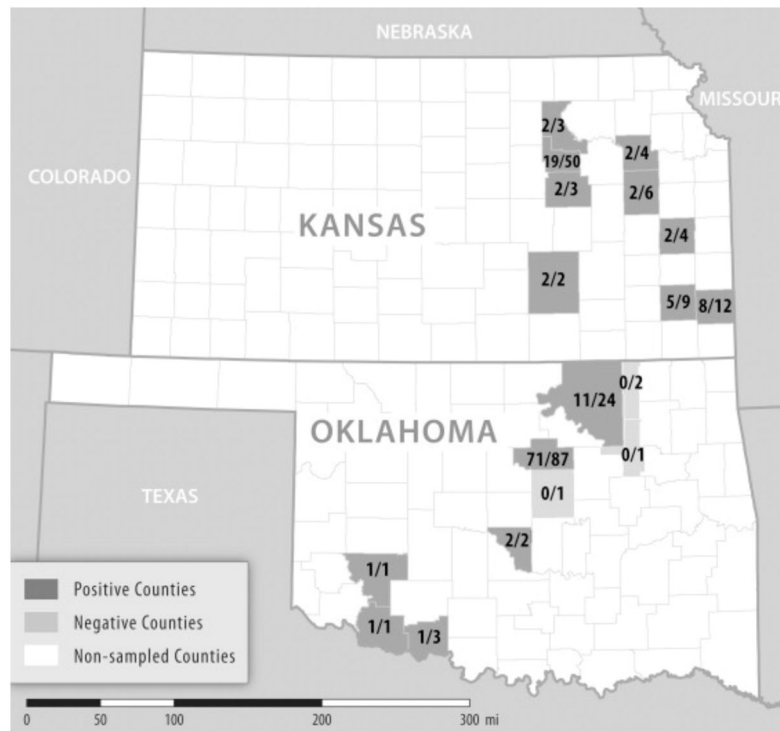 NEBRASKA
MISSOUR
COLORADO
KANSAS
2/3
19/50
2/3
2/4
2/6
2/4
2/2
5/9
8/12
OKLAHOMA
TEXAS
11/24
0/2
0/1
71/87
0/1
2/2
1/1
1/1
1/3
Positive Counties
Negative Counties
Non-sampled Counties
0 50 100 200 300 mi